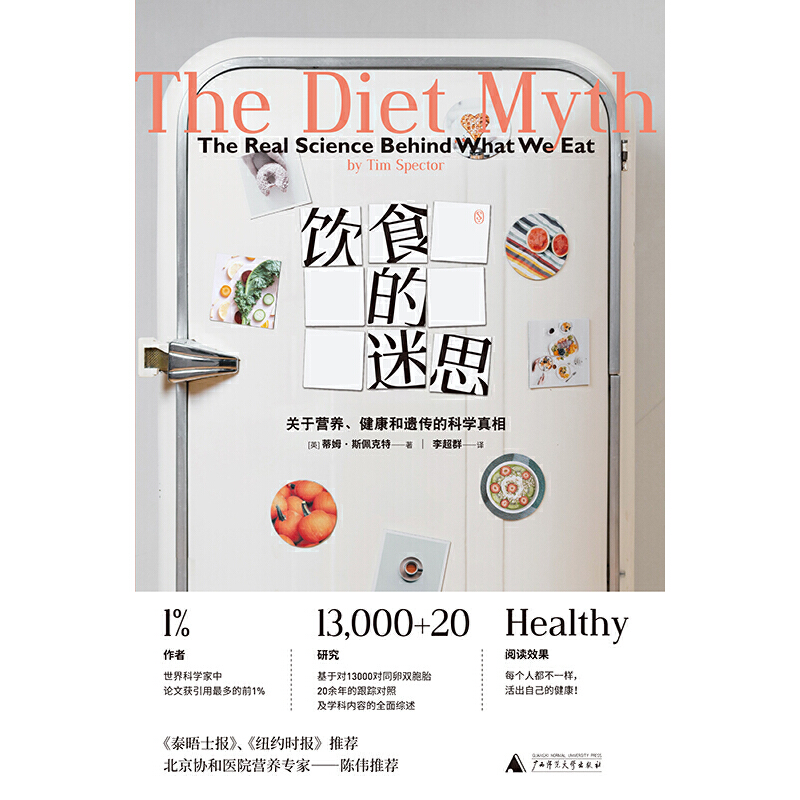 The Diet Myth
The Real Science Behind What We Eat
by Tim Spector
饮食
的
迷思
关于营养、健康和遗传的科学真相
[英] 蒂姆·斯佩克特——著 | 李超群——译
1%
作者
世界科学家中
论文获引用最多的前1%
13,000+20
研究
基于对13000对同卵双胞胎
20余年的跟踪对照
及学科内容的全面综述
Healthy
阅读效果
每个人都不一样，
活出自己的健康！
《泰晤士报》、《纽约时报》推荐
北京协和医院营养专家——陈伟推荐
GUANGXI NORMAL UNIVERSITY PRESS
广西师范大学出版社